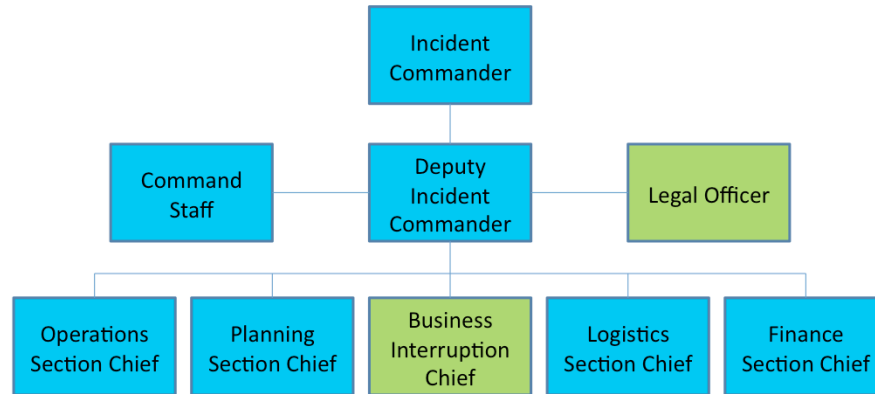 Incident
Commander
Command
Staff
Deputy
Incident
Commander
Legal Officer
Operations
Section Chief
Planning
Section Chief
Business
Interruption
Chief
Logistics
Section Chief
Finance
Section Chief